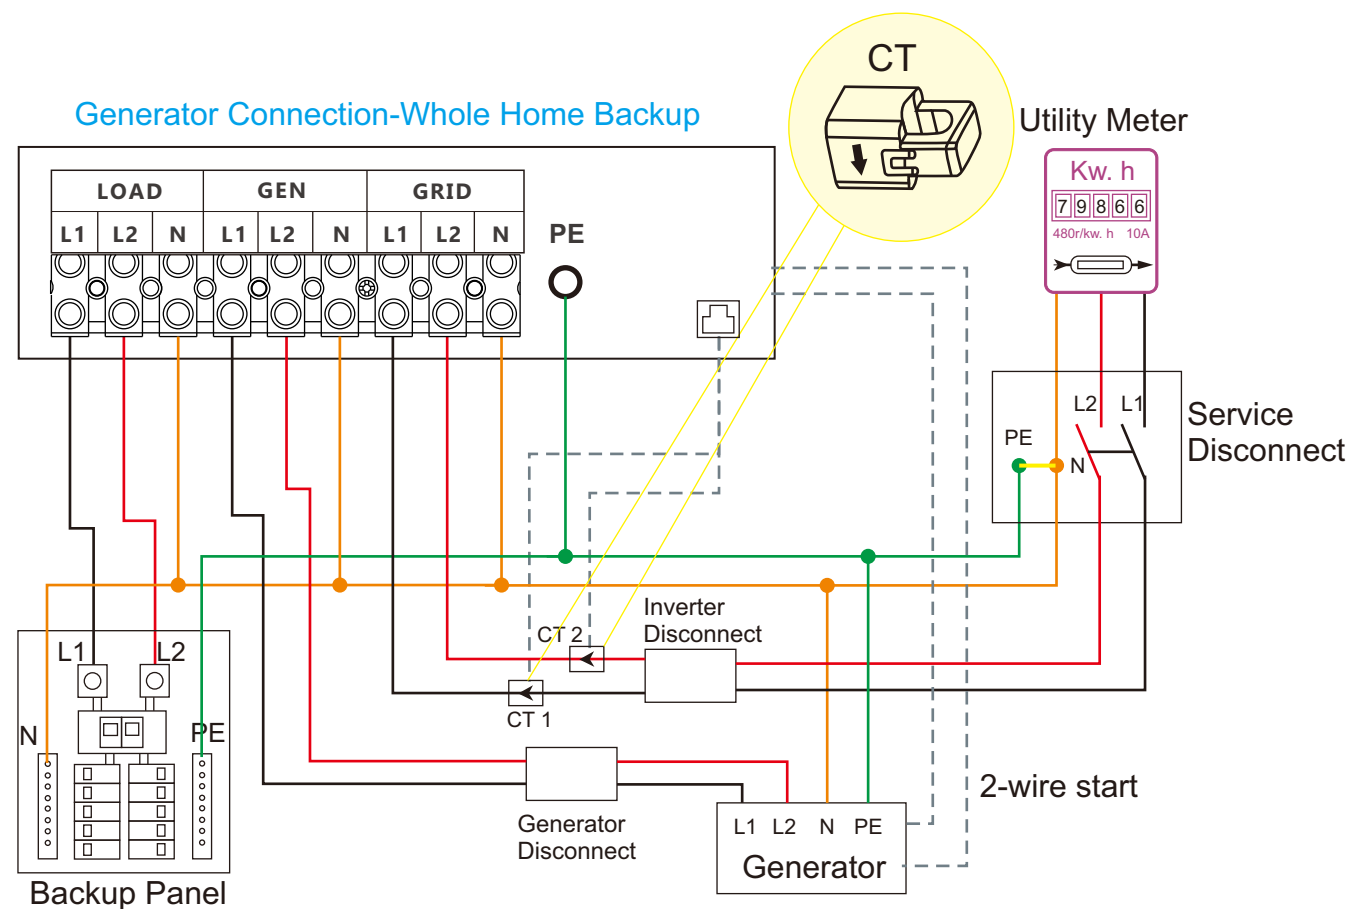 CT
Generator Connection-Whole Home Backup
Utility Meter
Kw. h
79866
480r/kw. h 10A
LOAD GEN GRID
L1 L2 N L1 L2 N L1 L2 N PE
L2 L1
Service
Disconnect
PE
N
Inverter
Disconnect
CT 2
CT 1
L1 L2
N PE
2-wire start
Generator
Disconnect
L1 L2 N PE
Generator
Backup Panel